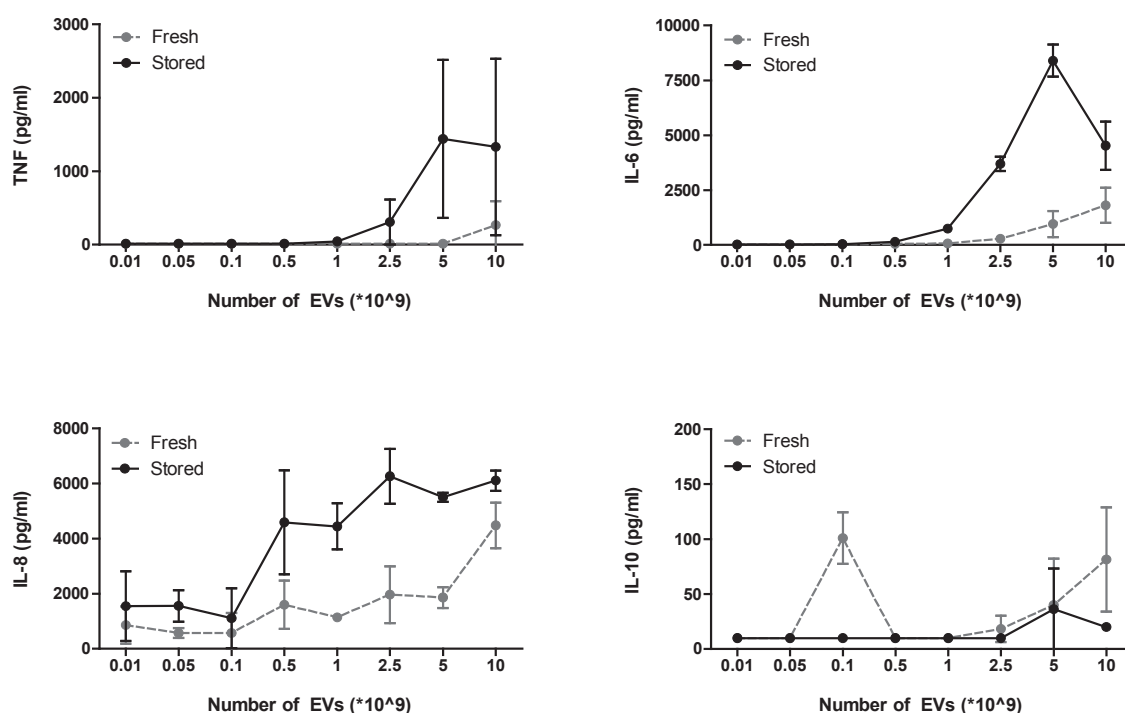 3000
Fresh
Stored
2000
1000
0
TNF (pg/ml)
0.01 0.05 0.1 0.5 1 2.5 5 10
Number of EVs (*10^9)
10000
Fresh
Stored
7500
5000
2500
0
IL-6 (pg/ml)
0.01 0.05 0.1 0.5 1 2.5 5 10
Number of EVs (*10^9)
8000
Fresh
Stored
6000
4000
2000
0
IL-8 (pg/ml)
0.01 0.05 0.1 0.5 1 2.5 5 10
Number of EVs (*10^9)
200
Fresh
Stored
150
100
50
0
IL-10 (pg/ml)
0.01 0.05 0.1 0.5 1 2.5 5 10
Number of EVs (*10^9)